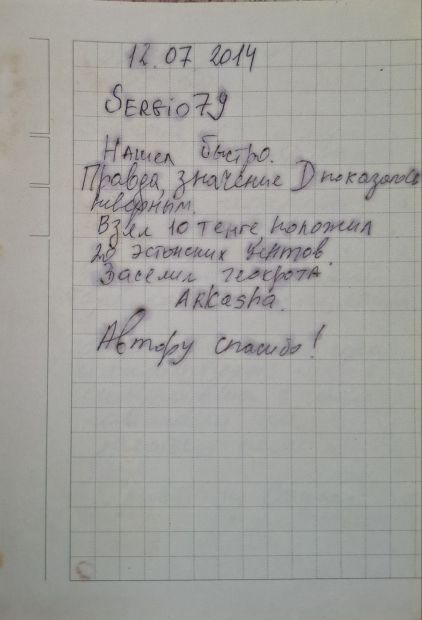 12.07 2014
SERGIO79
Нашел быстро.
Правда, значение D показалось
неверным.
Взял 10 тенге, положил
20 эстонских центов.
Заселил геокрота
Arkasha.
Автору спасибо!